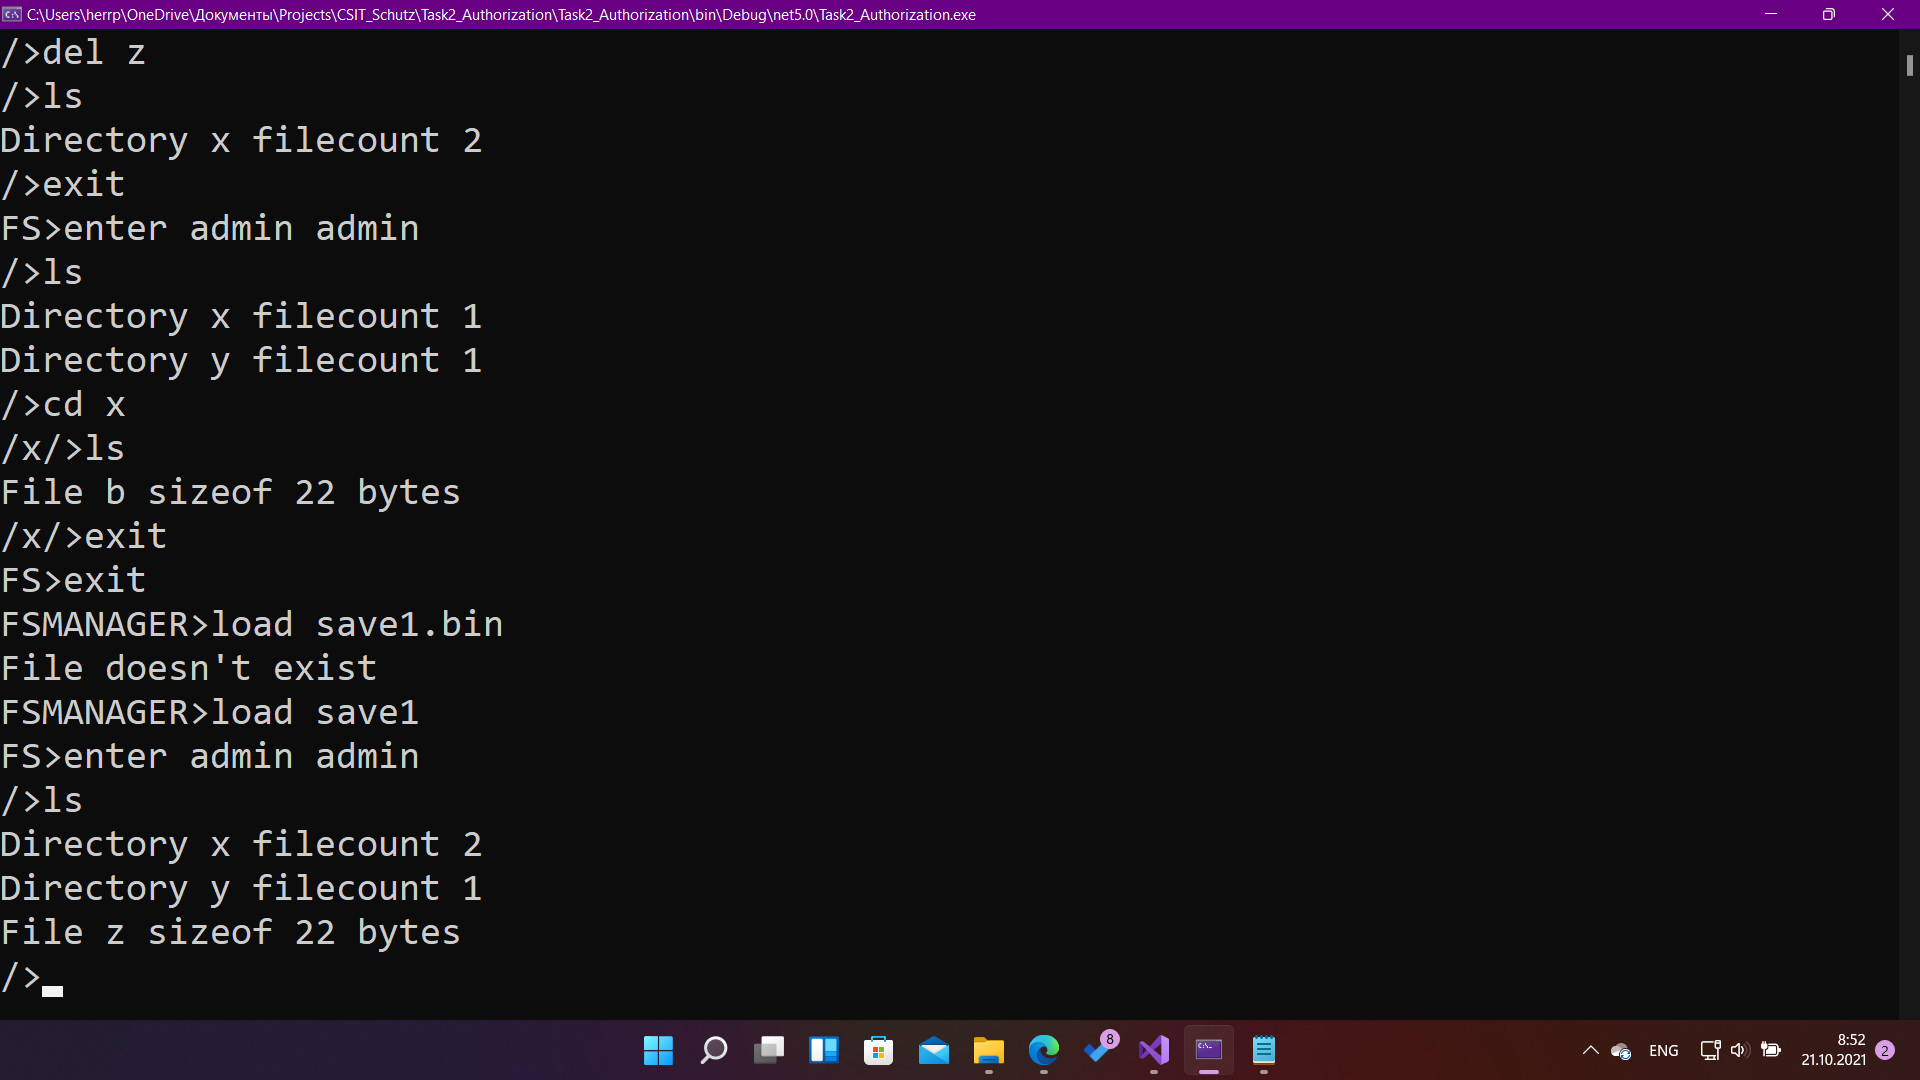 C:\Users\herrp\OneDrive\Документы\Projects\CSIT_Schutz\Task2_Authorization\Task2_Authorization\bin\Debug\net5.0\Task2_Authorization.exe
/>del z
/>ls
Directory x filecount 2
/>exit
FS>enter admin admin
/>ls
Directory x filecount 1
Directory y filecount 1
/>cd x
/x/>ls
File b sizeof 22 bytes
/x/>exit
FS>exit
FSMANAGER>load save1.bin
File doesn't exist
FSMANAGER>load save1
FS>enter admin admin
/>ls
Directory x filecount 2
Directory y filecount 1
File z sizeof 22 bytes
/>
8
ENG
8:52
21.10.2021
2